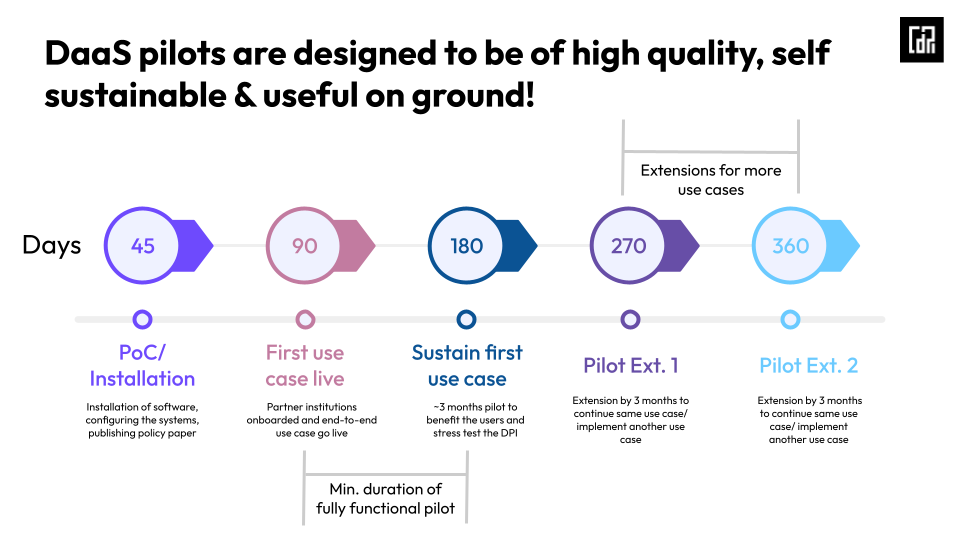 DaaS pilots are designed to be of high quality, self
sustainable & useful on ground!
Extensions for more
use cases
Days
45
90
180
270
360
PoC/
Installation
Installation of software,
configuring the systems,
publishing policy paper
First use
case live
Partner institutions
onboarded and end-to-end
use case go live
Sustain first
use case
~3 months pilot to
benefit the users and
stress test the DPI
Pilot Ext. 1
Extension by 3 months to
continue same use case/
implement another use
case
Pilot Ext. 2
Extension by 3 months
to continue same use
case/ implement
another use case
Min. duration of
fully functional pilot